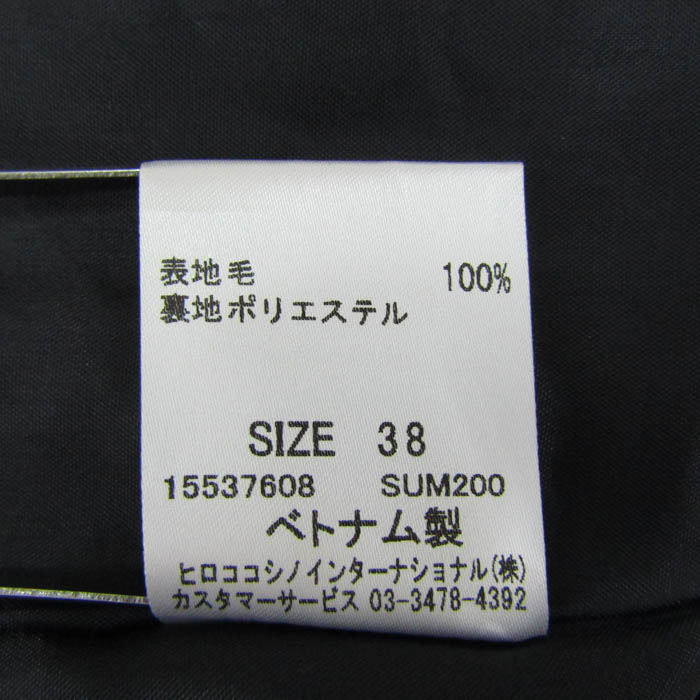 表地毛 100%
裏地ポリエステル
SIZE 38
15537608 SUM200
ベトナム製
ヒロココシノインターナショナル(株)
カスタマーサービス 03-3478-4392